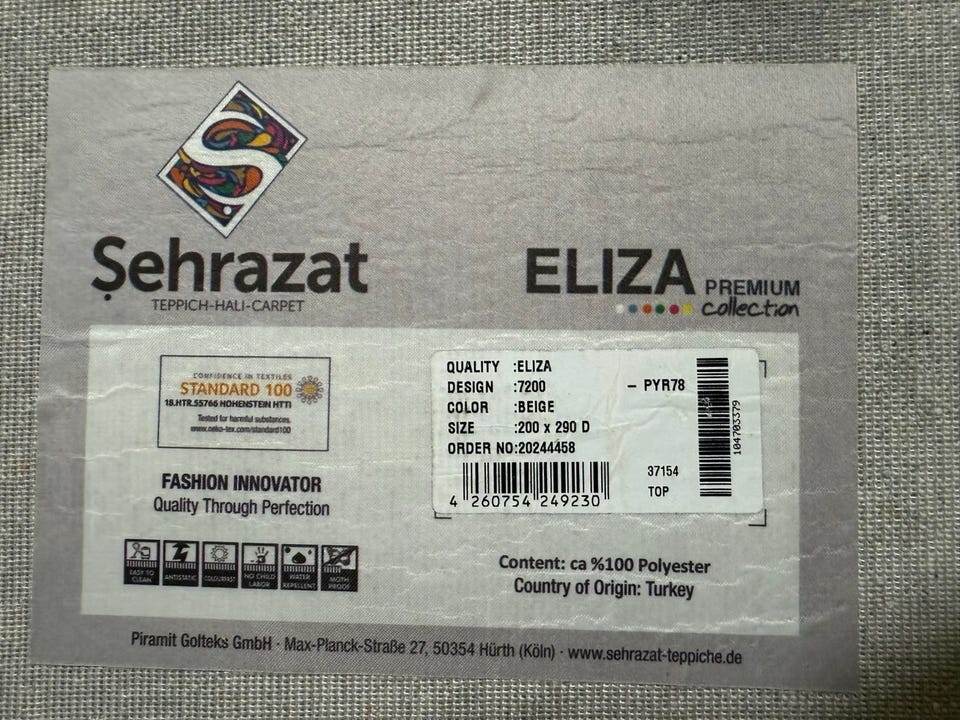 S
Şehrazat
TEPPICH-HALI-CARPET
ELIZA PREMIUM
collection
CONFIDENCE IN TEXTILES
STANDARD 100
18.HTR.55766 HOHENSTEIN HTTI
Tested for harmful substances.
www.oeko-tex.com/standard100
FASHION INNOVATOR
Quality Through Perfection
EASY TO CLEAN
ANTISTATIC
COLOURFAST
NO CHILD LABOR
WATER REPELLENT
MOTH PROOF
QUALITY :ELIZA
DESIGN :7200 - PYR78
COLOR :BEIGE
SIZE :200 x 290 D
ORDER NO:20244458
4 260754 249230
37154
TOP
104703379
Content: ca %100 Polyester
Country of Origin: Turkey
Piramit Golteks GmbH · Max-Planck-Straße 27, 50354 Hürth (Köln) · www.sehrazat-teppiche.de